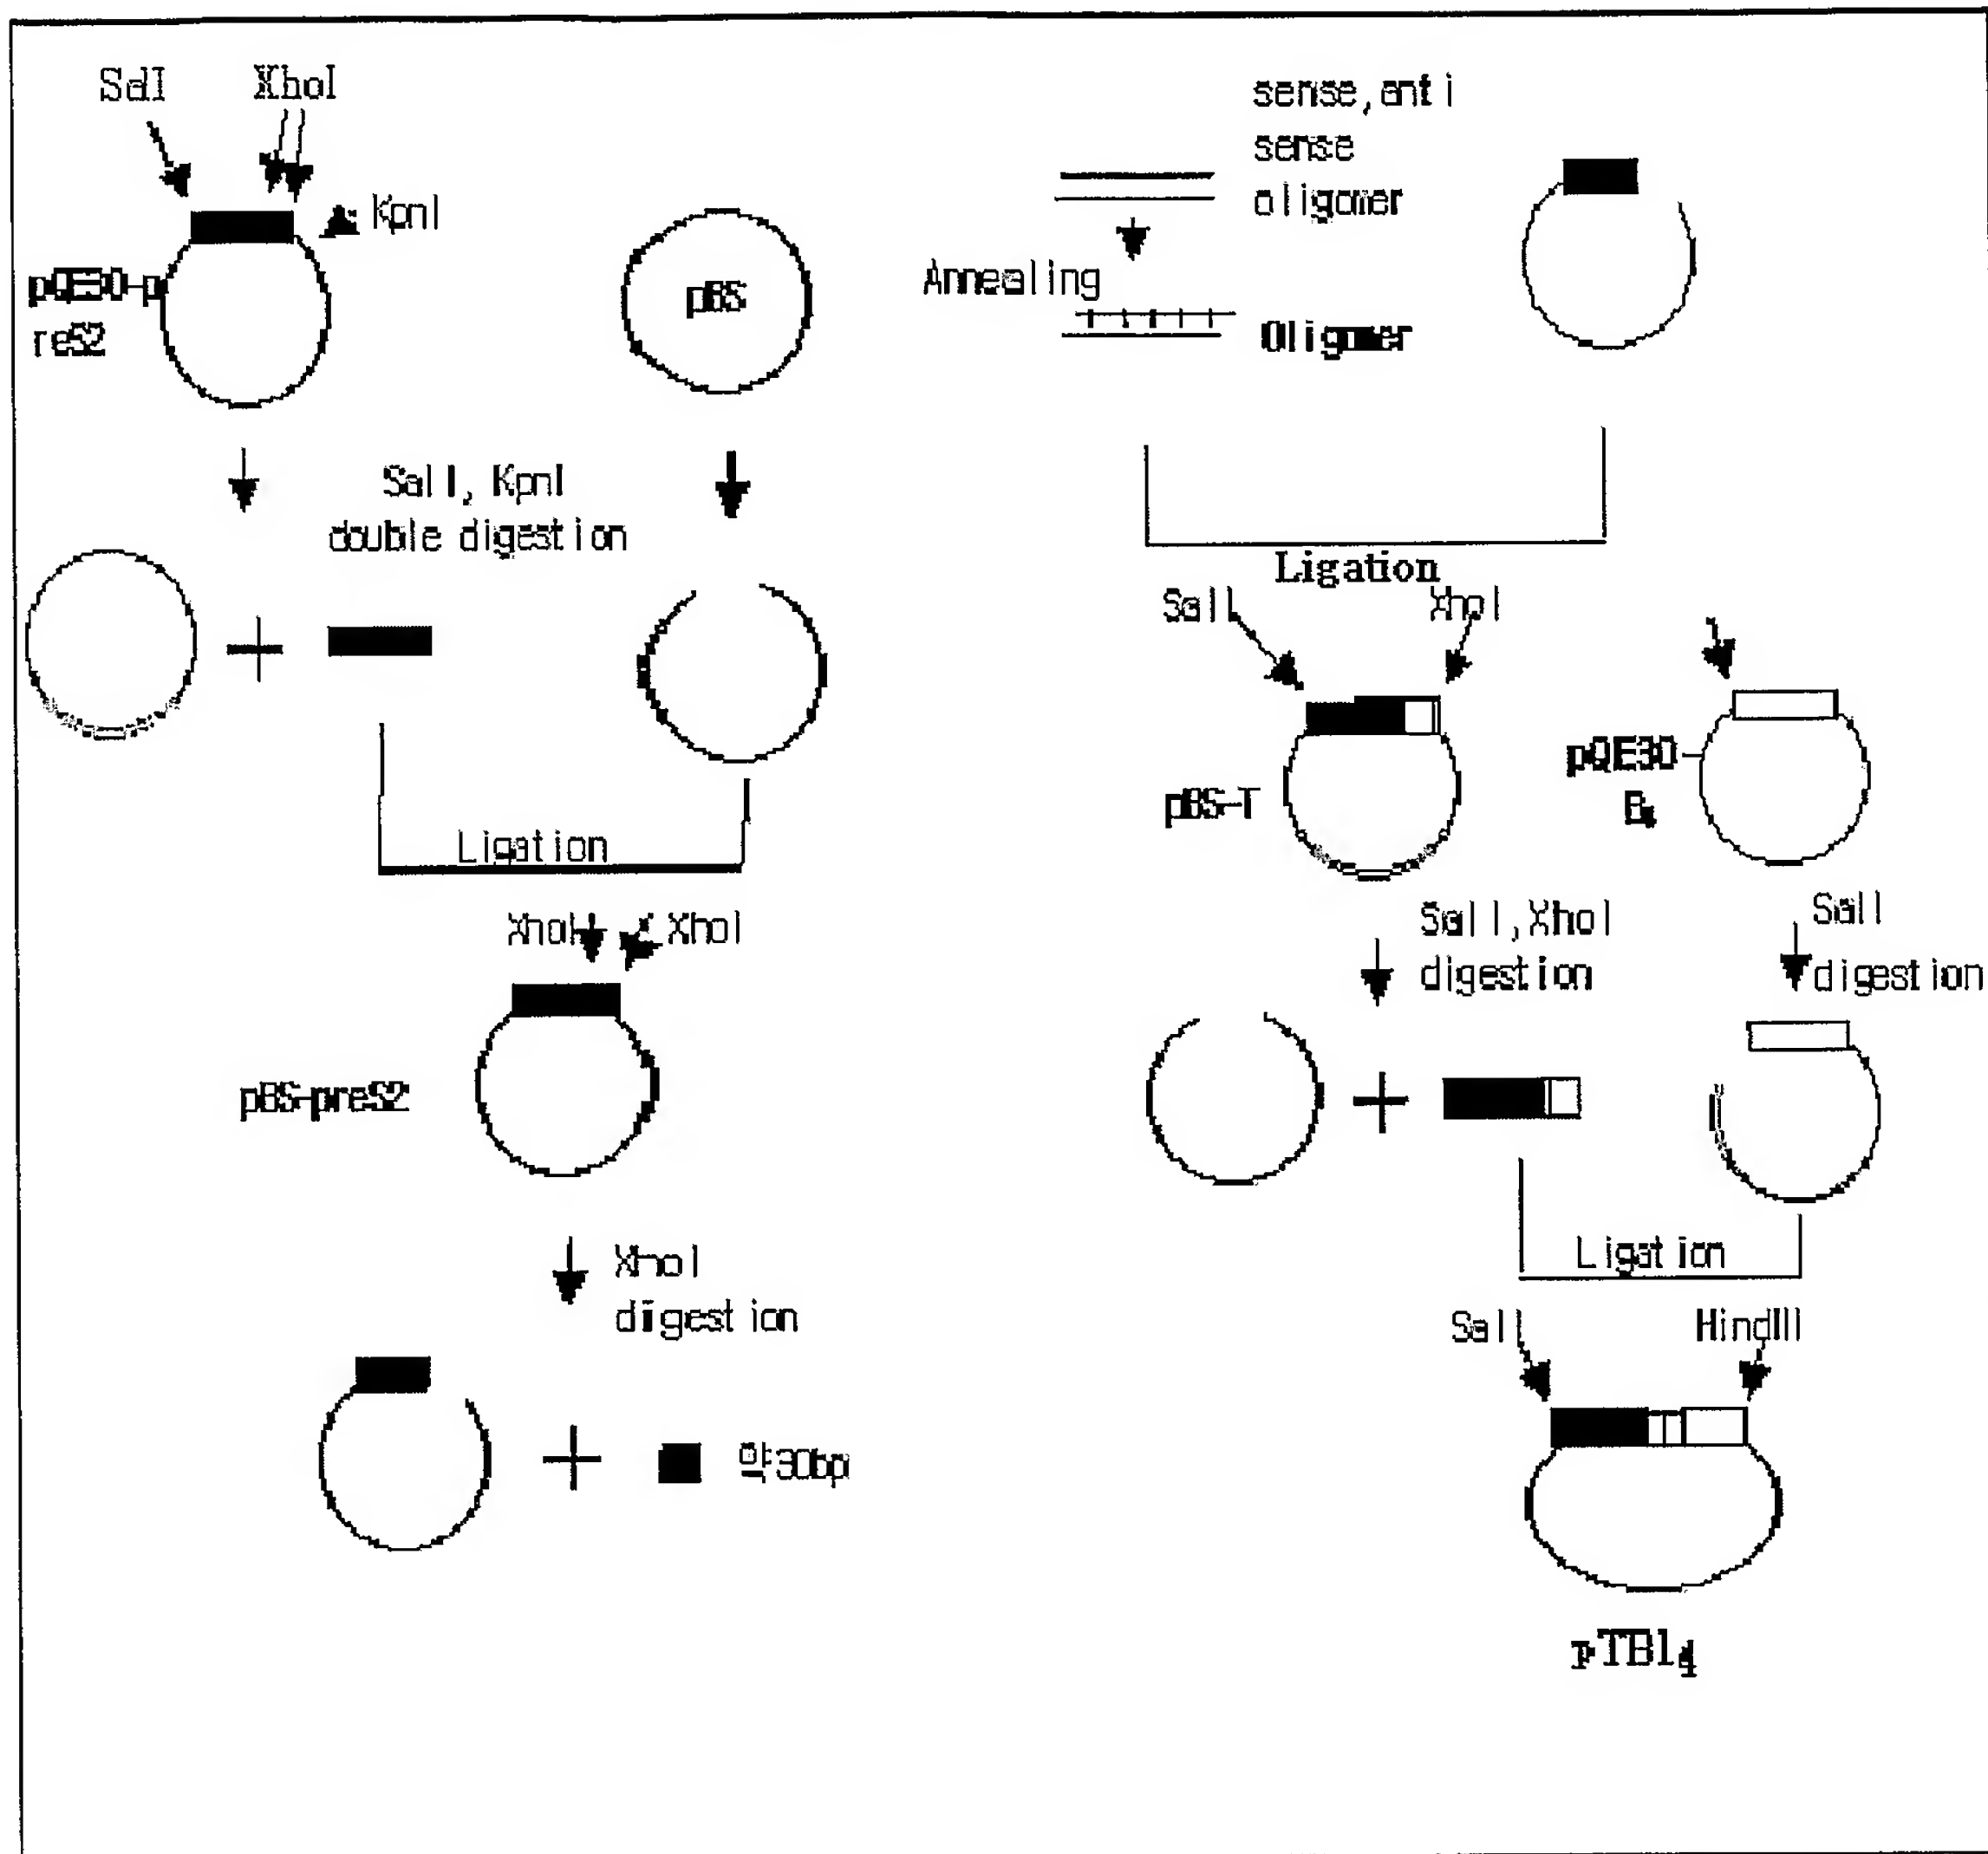 SalI
XhoI
KpnI
pQE30-p
reS2
pBS
SalI, KpnI
double digestion
Ligation
XhoI
XhoI
pBS-preS2
XhoI
digestion
약30bp
sense, anti
sense
oligomer
Annealing
Oligomer
Ligation
SalI
XhoI
pBS-T
pQE30-
B4
SalI, XhoI
digestion
SalI
digestion
Ligation
SalI
HindIII
pTBl4